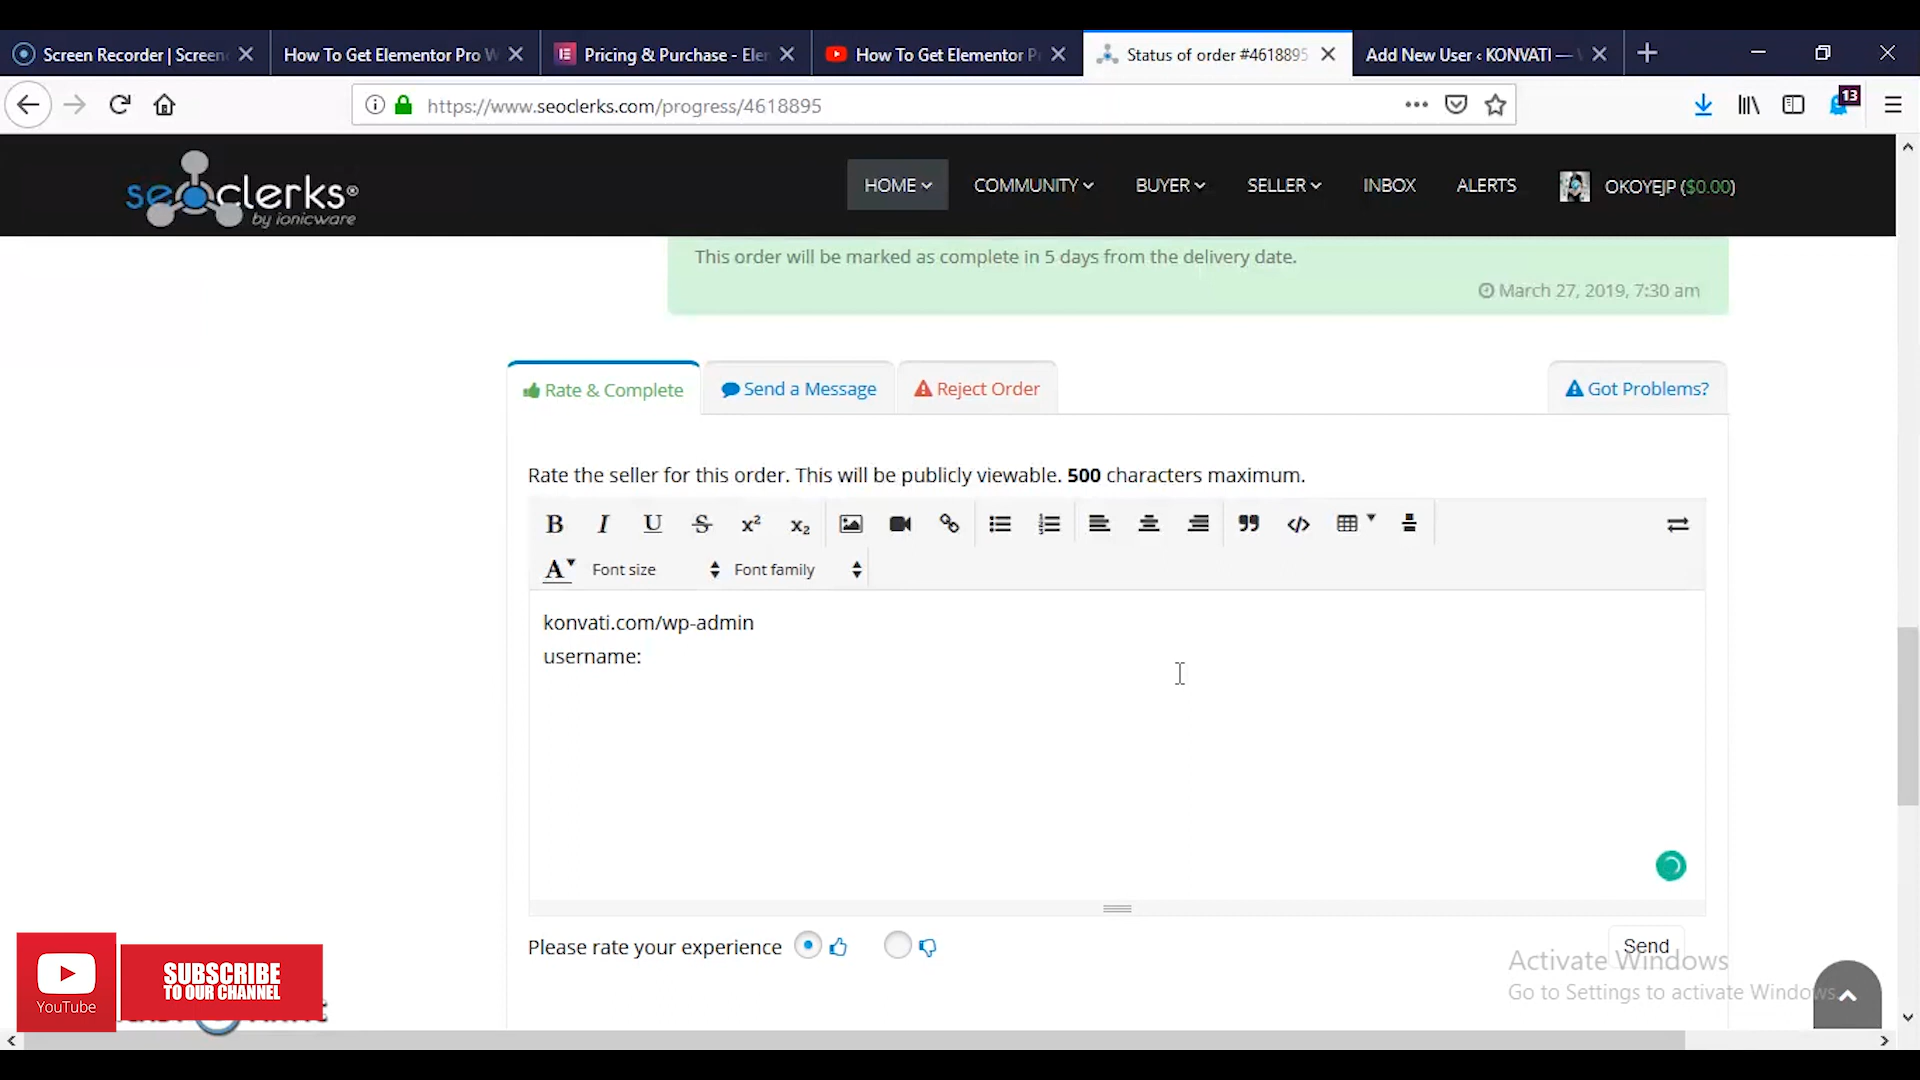 Screen Recorder | Screen
How To Get Elementor Pro W
Pricing & Purchase - Ele
How To Get Elementor P
Status of order #4618895
Add New User ‹ KONVATI —
https://www.seoclerks.com/progress/4618895
13
seoclerks®
by ionicware
HOME
COMMUNITY
BUYER
SELLER
INBOX
ALERTS
OKOYEJP ($0.00)
This order will be marked as complete in 5 days from the delivery date.
March 27, 2019, 7:30 am
Rate & Complete
Send a Message
Reject Order
Got Problems?
Rate the seller for this order. This will be publicly viewable. 500 characters maximum.
B I U S x² x₂
A Font size Font family
konvati.com/wp-admin
username:
Please rate your experience
Send
Activate Windows
Go to Settings to activate Windows.
YouTube
SUBSCRIBE
TO OUR CHANNEL